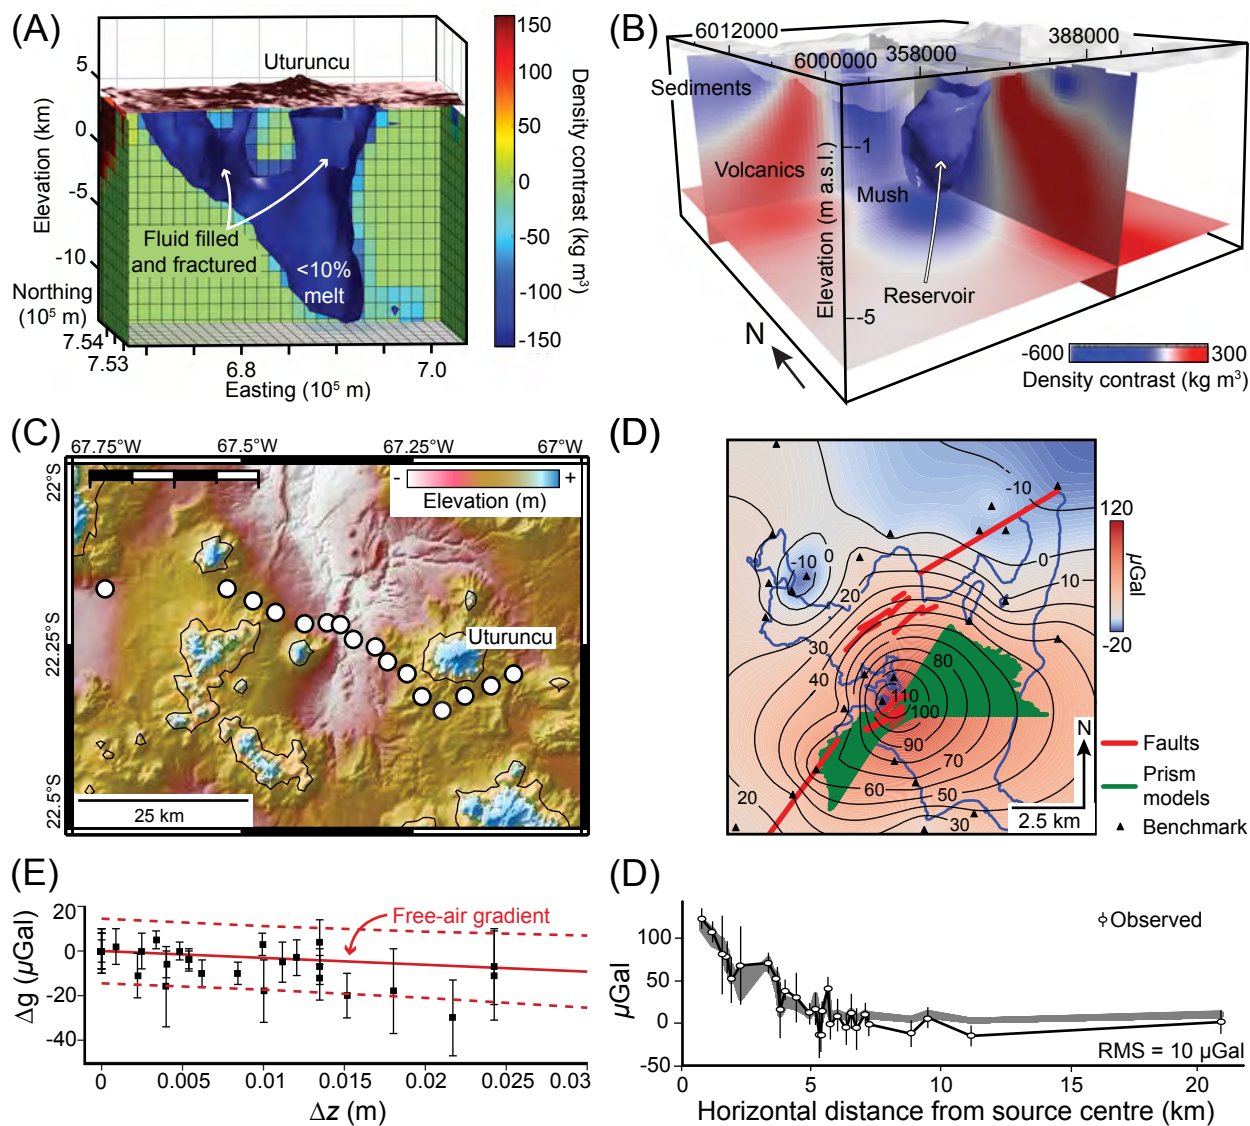 (A)
Uturuncu
5
0
-5
-10
Elevation (km)
Fluid filled
and fractured
<10%
melt
Northing
(10⁵ m)
7.54
7.53
6.8
7.0
Easting (10⁵ m)
150
100
50
0
-50
-100
-150
Density contrast (kg m³)
(B)
6012000
6000000
358000
388000
Sediments
Volcanics
Mush
Reservoir
-1
-5
Elevation (m a.s.l.)
N
-600
300
Density contrast (kg m³)
(C)
67.75°W
67.5°W
67.25°W
67°W
22°S
22.25°S
22.5°S
- +
Elevation (m)
Uturuncu
25 km
(D)
-10
0
10
-10
0
20
30
40
80
110
100
90
70
60
50
20
30
120
-20
µGal
N
2.5 km
Faults
Prism
models
Benchmark
(E)
20
0
-20
-40
Δg (µGal)
Free-air gradient
0
0.005
0.01
0.015
0.02
0.025
0.03
Δz (m)
(D)
100
50
0
-50
µGal
Observed
RMS = 10 µGal
0
5
10
15
20
Horizontal distance from source centre (km)